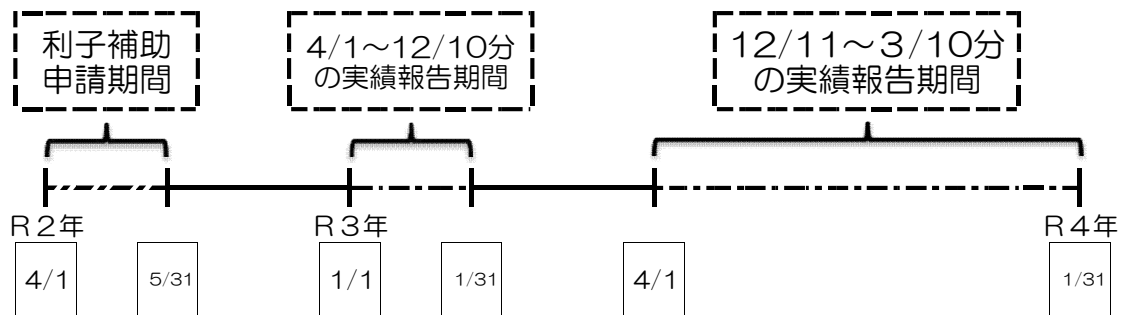 利子補助
申請期間
4/1～12/10分
の実績報告期間
12/11～3/10分
の実績報告期間
R2年
R3年
R4年
4/1
5/31
1/1
1/31
4/1
1/31